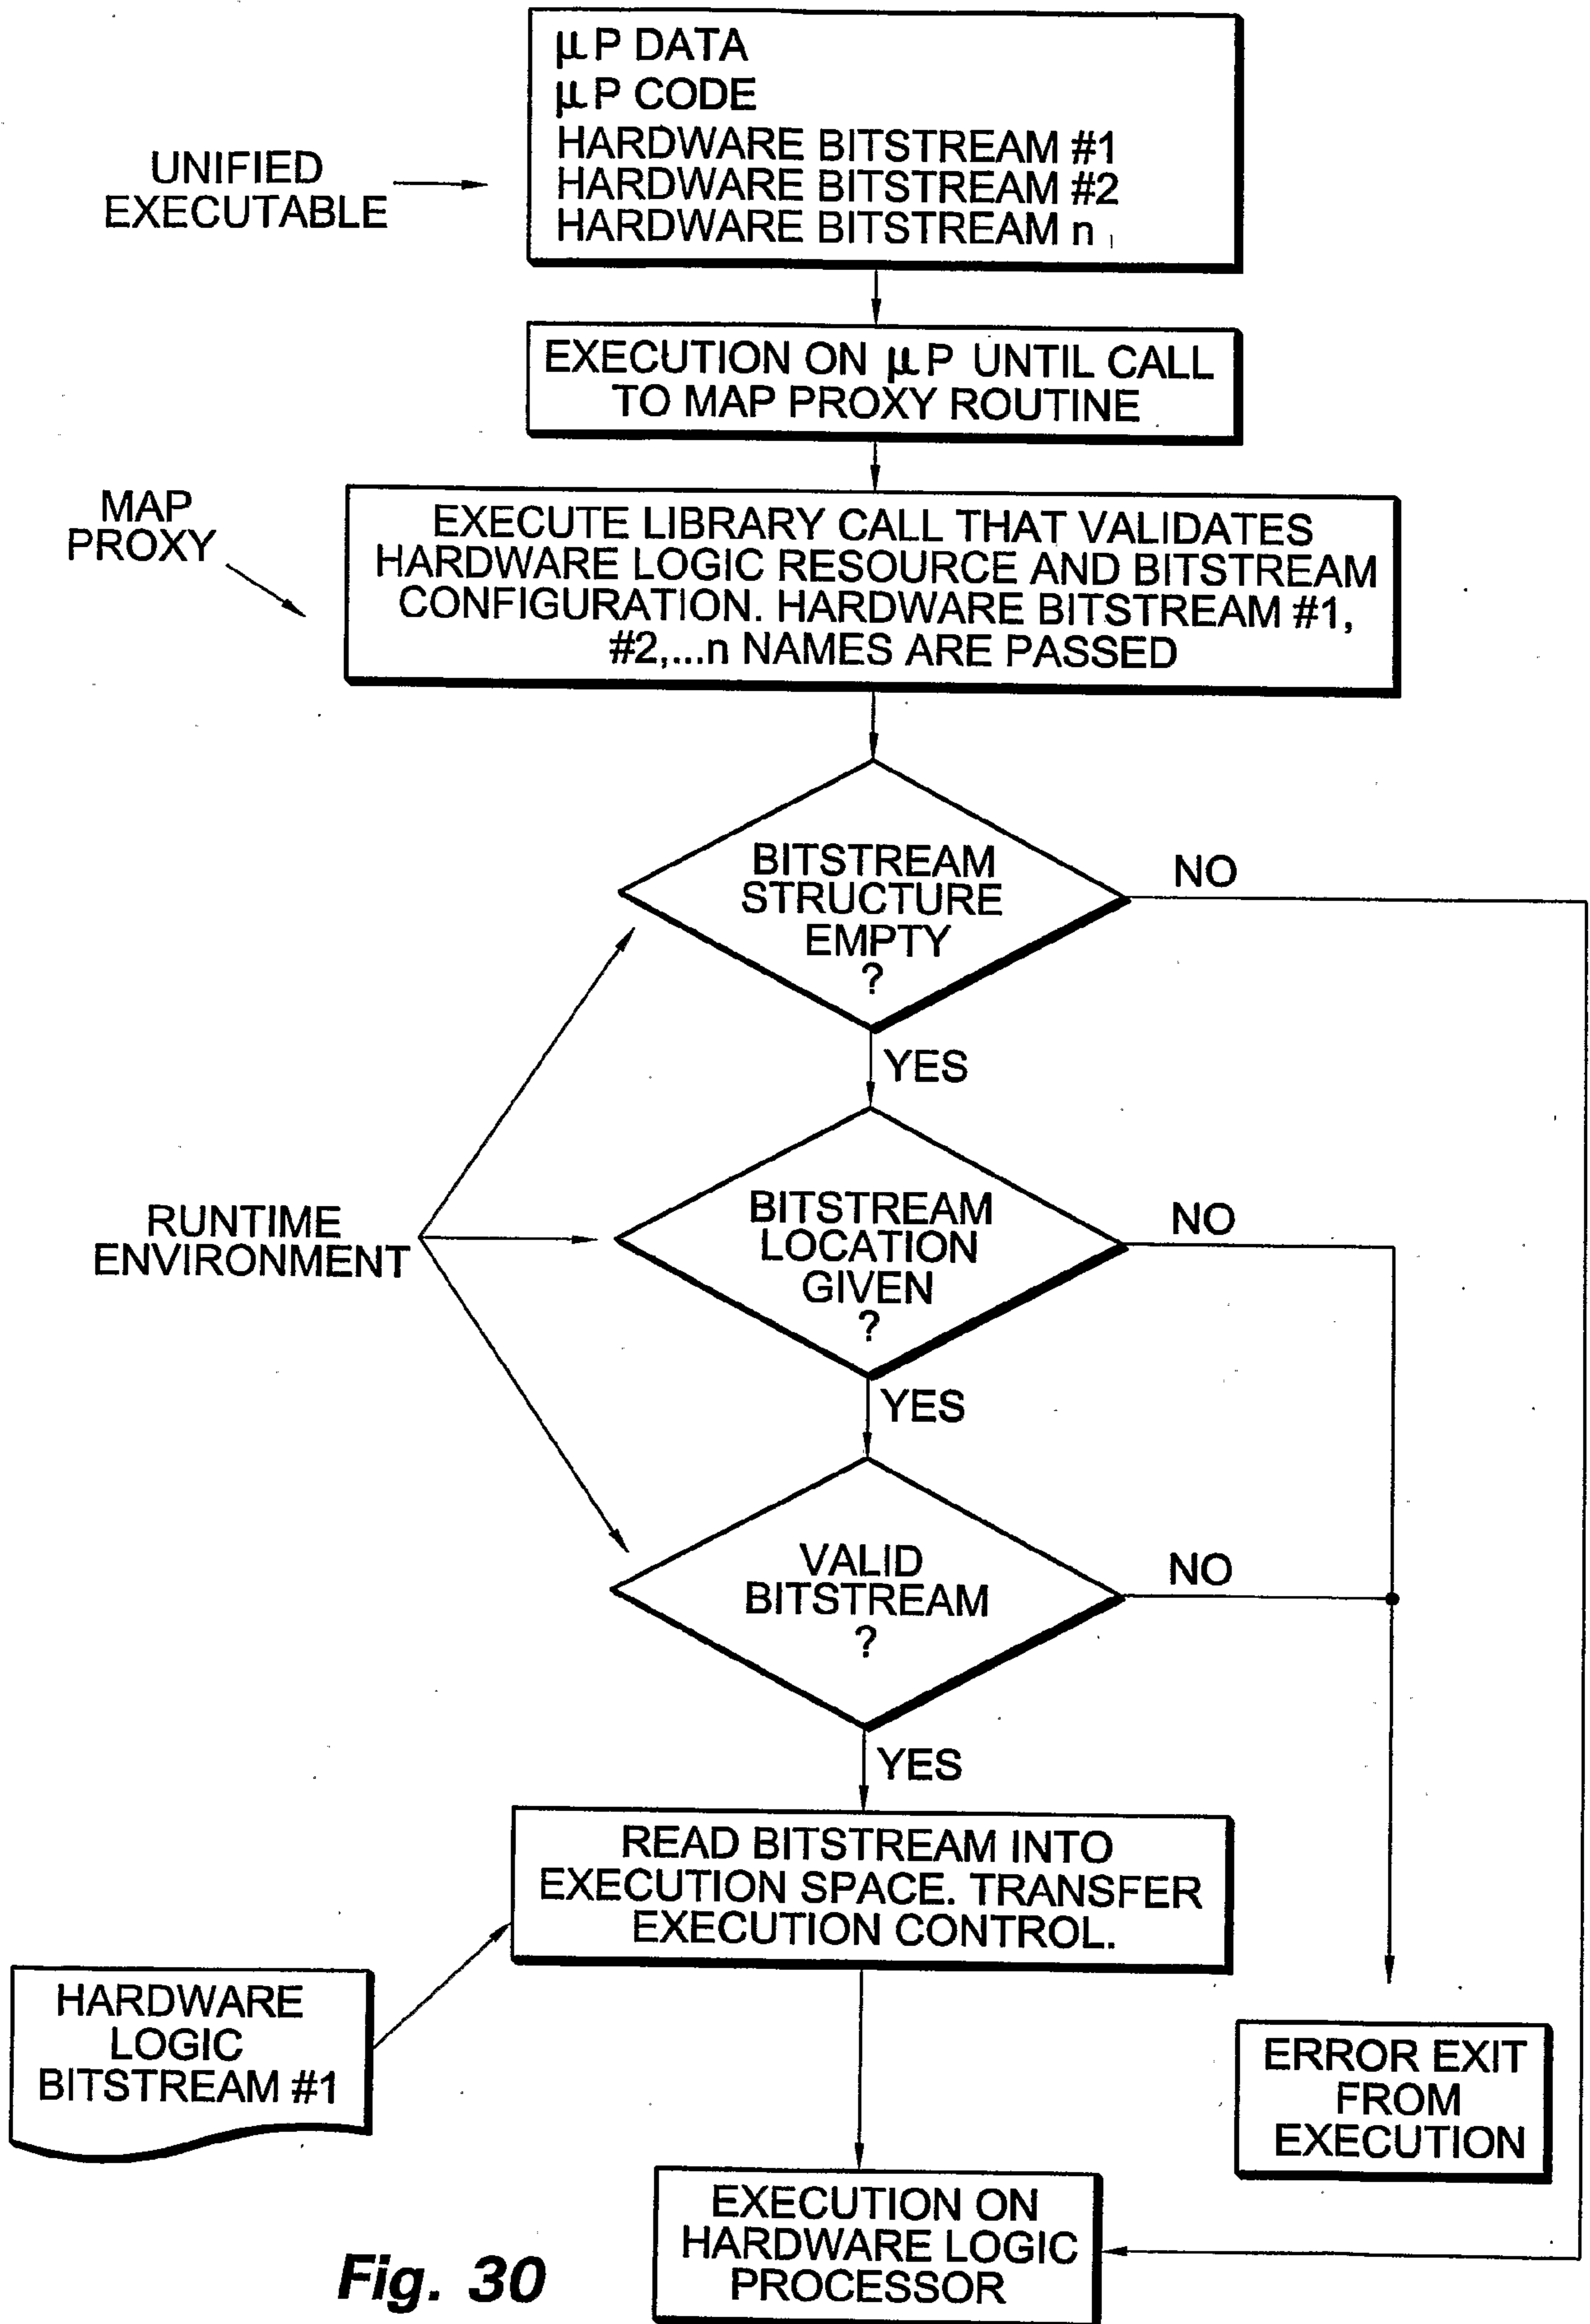 μP DATA
μP CODE
HARDWARE BITSTREAM #1
HARDWARE BITSTREAM #2
HARDWARE BITSTREAM n
UNIFIED
EXECUTABLE
EXECUTION ON μP UNTIL CALL
TO MAP PROXY ROUTINE
MAP
PROXY
EXECUTE LIBRARY CALL THAT VALIDATES
HARDWARE LOGIC RESOURCE AND BITSTREAM
CONFIGURATION. HARDWARE BITSTREAM #1,
#2,...n NAMES ARE PASSED
BITSTREAM
STRUCTURE
EMPTY
?
NO
YES
RUNTIME
ENVIRONMENT
BITSTREAM
LOCATION
GIVEN
?
NO
YES
VALID
BITSTREAM
?
NO
YES
READ BITSTREAM INTO
EXECUTION SPACE. TRANSFER
EXECUTION CONTROL.
HARDWARE
LOGIC
BITSTREAM #1
ERROR EXIT
FROM
EXECUTION
EXECUTION ON
HARDWARE LOGIC
PROCESSOR
Fig. 30